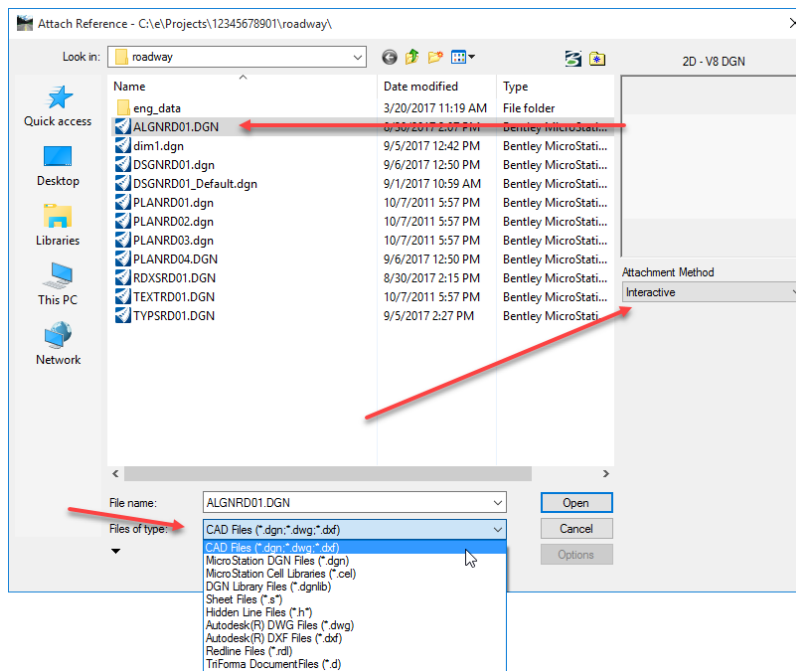 Attach Reference - C:\e\Projects\12345678901\roadway\
Look in: roadway
2D - V8 DGN
Name Date modified Type
eng_data 3/20/2017 11:19 AM File folder
ALGNRD01.DGN 8/30/2017 2:07 PM Bentley MicroStati...
dim1.dgn 9/5/2017 12:42 PM Bentley MicroStati...
DSGNRD01.dgn 9/6/2017 12:50 PM Bentley MicroStati...
DSGNRD01_Default.dgn 9/1/2017 10:59 AM Bentley MicroStati...
PLANRD01.dgn 10/7/2011 5:57 PM Bentley MicroStati...
PLANRD02.dgn 10/7/2011 5:57 PM Bentley MicroStati...
PLANRD03.dgn 10/7/2011 5:57 PM Bentley MicroStati...
PLANRD04.DGN 9/6/2017 12:50 PM Bentley MicroStati...
RDXSRD01.DGN 8/30/2017 2:15 PM Bentley MicroStati...
TEXTRD01.DGN 10/7/2011 5:57 PM Bentley MicroStati...
TYPSRD01.DGN 9/5/2017 2:27 PM Bentley MicroStati...
Quick access
Desktop
Libraries
This PC
Network
Attachment Method
Interactive
File name: ALGNRD01.DGN Open
Files of type: CAD Files (*.dgn;*.dwg;*.dxf) Cancel
Options
CAD Files (*.dgn;*.dwg;*.dxf)
MicroStation DGN Files (*.dgn)
MicroStation Cell Libraries (*.cel)
DGN Library Files (*.dgnlib)
Sheet Files (*.s*)
Hidden Line Files (*.h*)
Autodesk(R) DWG Files (*.dwg)
Autodesk(R) DXF Files (*.dxf)
Redline Files (*.rdl)
TriForma DocumentFiles (*.d)